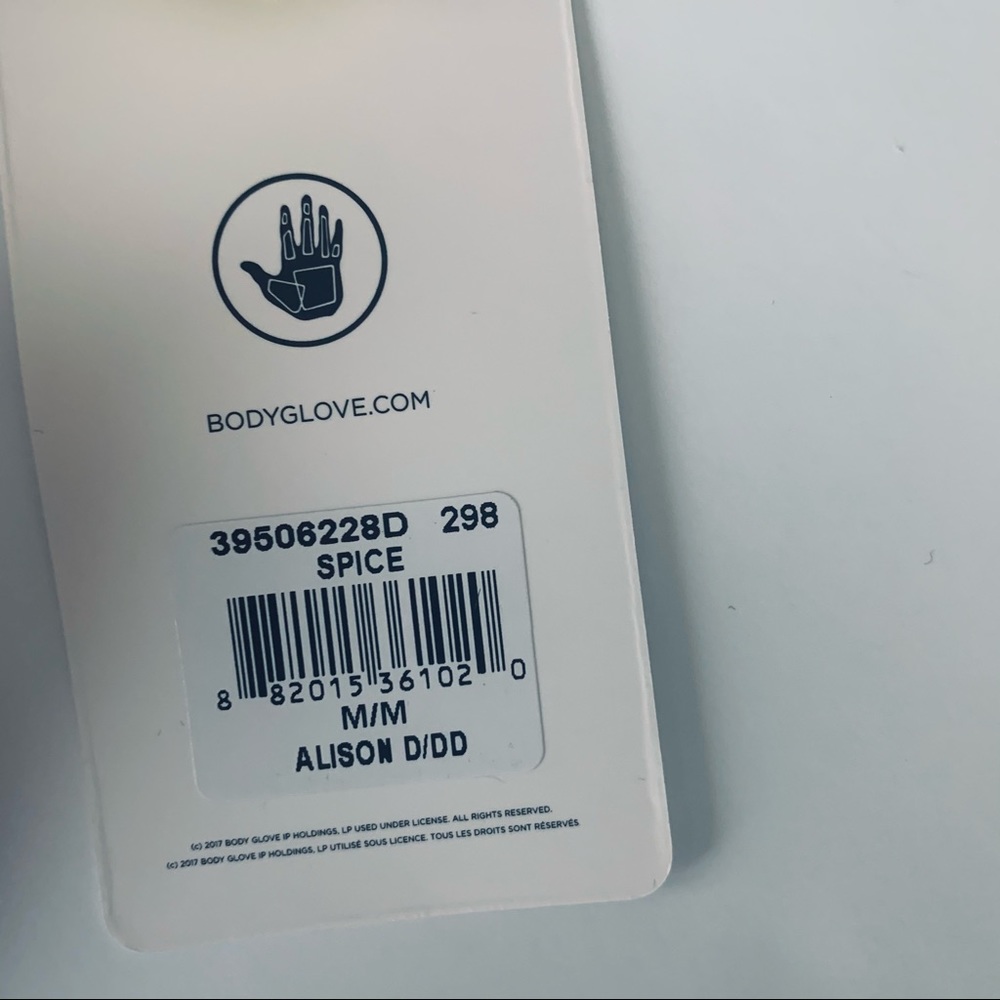 BODYGLOVE.COM
39506228D 298
SPICE
8 82015 36102 0
M/M
ALISON D/DD
(c) 2017 BODY GLOVE IP HOLDINGS, LP USED UNDER LICENSE. ALL RIGHTS RESERVED.
(c) 2017 BODY GLOVE IP HOLDINGS, LP UTILISÉ SOUS LICENCE. TOUS LES DROITS SONT RÉSERVÉS